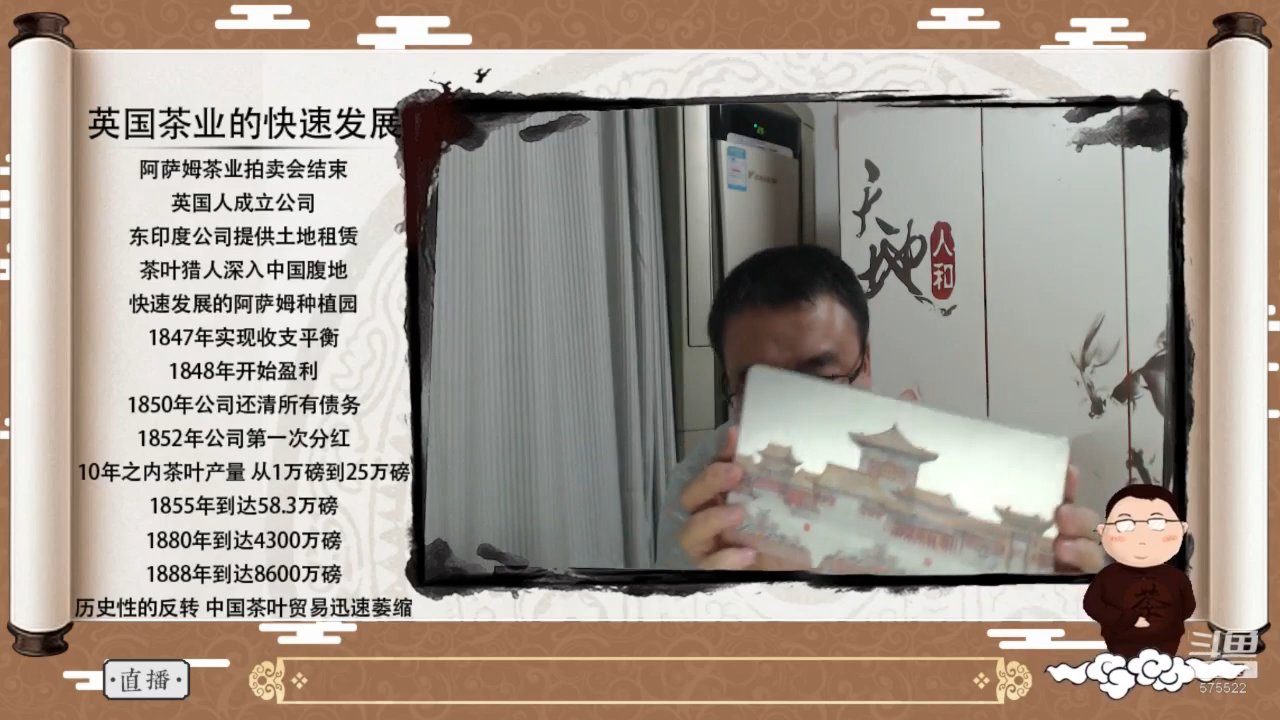 英国茶业的快速发展
阿萨姆茶业拍卖会结束
英国人成立公司
东印度公司提供土地租赁
茶叶猎人深入中国腹地
快速发展的阿萨姆种植园
1847年实现收支平衡
1848年开始盈利
1850年公司还清所有债务
1852年公司第一次分红
10年之内茶叶产量 从1万磅到25万磅
1855年到达58.3万磅
1880年到达4300万磅
1888年到达8600万磅
历史性的反转 中国茶叶贸易迅速萎缩
天地
人和
茶
·直播·
斗鱼
575522